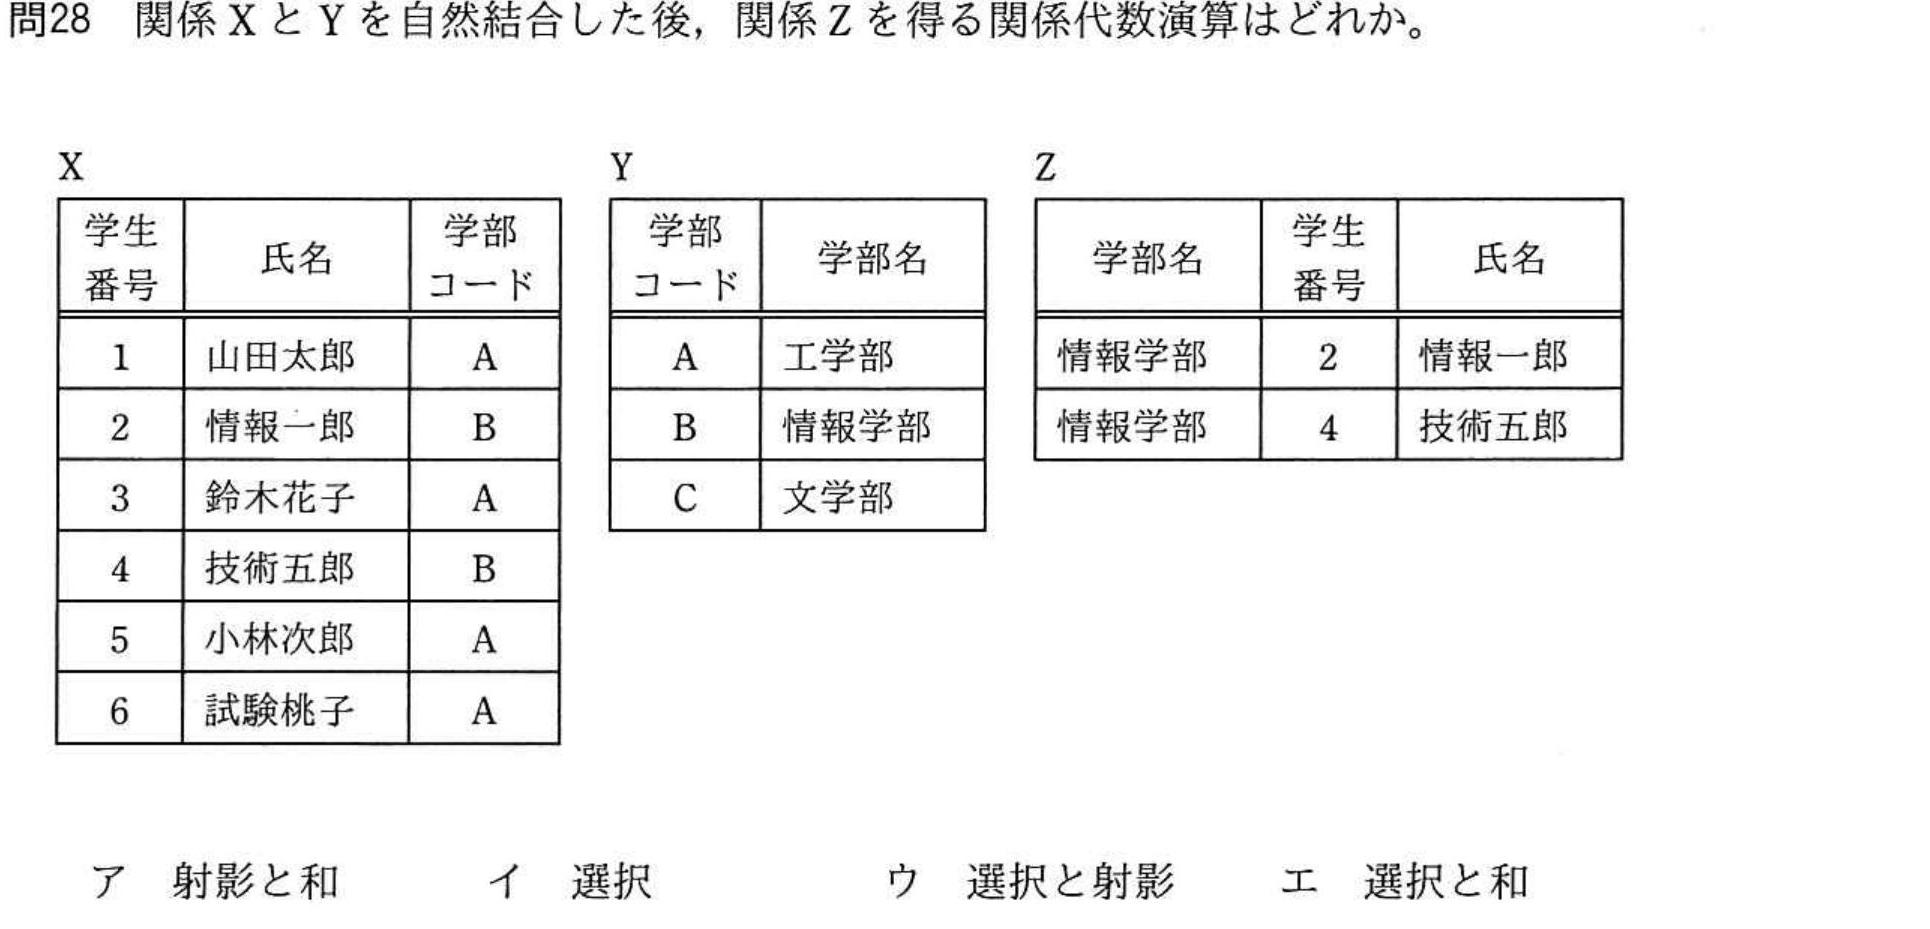 問28 関係 X と Y を自然結合した後，関係 Z を得る関係代数演算はどれか。
X
学生番号 氏名 学部コード
1 山田太郎 A
2 情報一郎 B
3 鈴木花子 A
4 技術五郎 B
5 小林次郎 A
6 試験桃子 A
Y
学部コード 学部名
A 工学部
B 情報学部
C 文学部
Z
学部名 学生番号 氏名
情報学部 2 情報一郎
情報学部 4 技術五郎
ア 射影と和 イ 選択 ウ 選択と射影 エ 選択と和